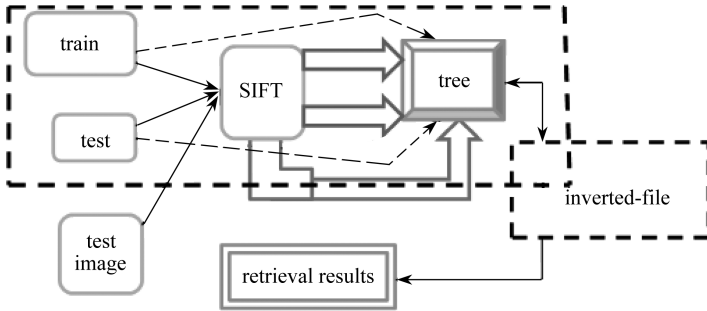 train
SIFT
tree
test
inverted-file
test
image
retrieval results